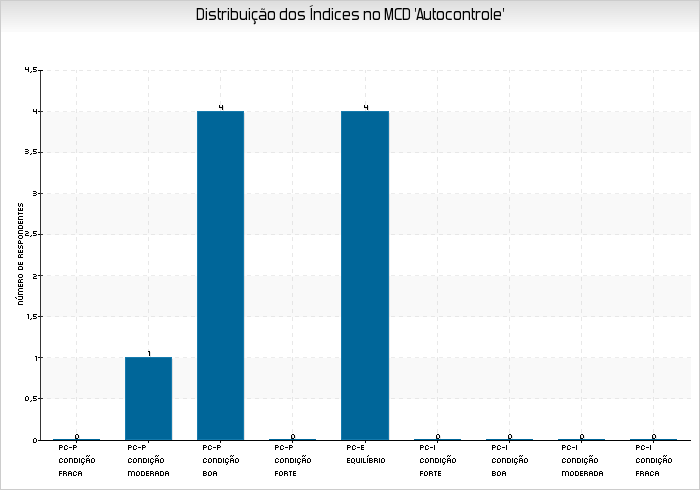 Distribuição dos Índices no MCD 'Autocontrole'
NÚMERO DE RESPONDENTES
4,5
4
3,5
3
2,5
2
1,5
1
0,5
0
0
1
4
0
4
0
0
0
0
PC-P
CONDIÇÃO
FRACA
PC-P
CONDIÇÃO
MODERADA
PC-P
CONDIÇÃO
BOA
PC-P
CONDIÇÃO
FORTE
PC-E
EQUILÍBRIO
PC-I
CONDIÇÃO
FORTE
PC-I
CONDIÇÃO
BOA
PC-I
CONDIÇÃO
MODERADA
PC-I
CONDIÇÃO
FRACA